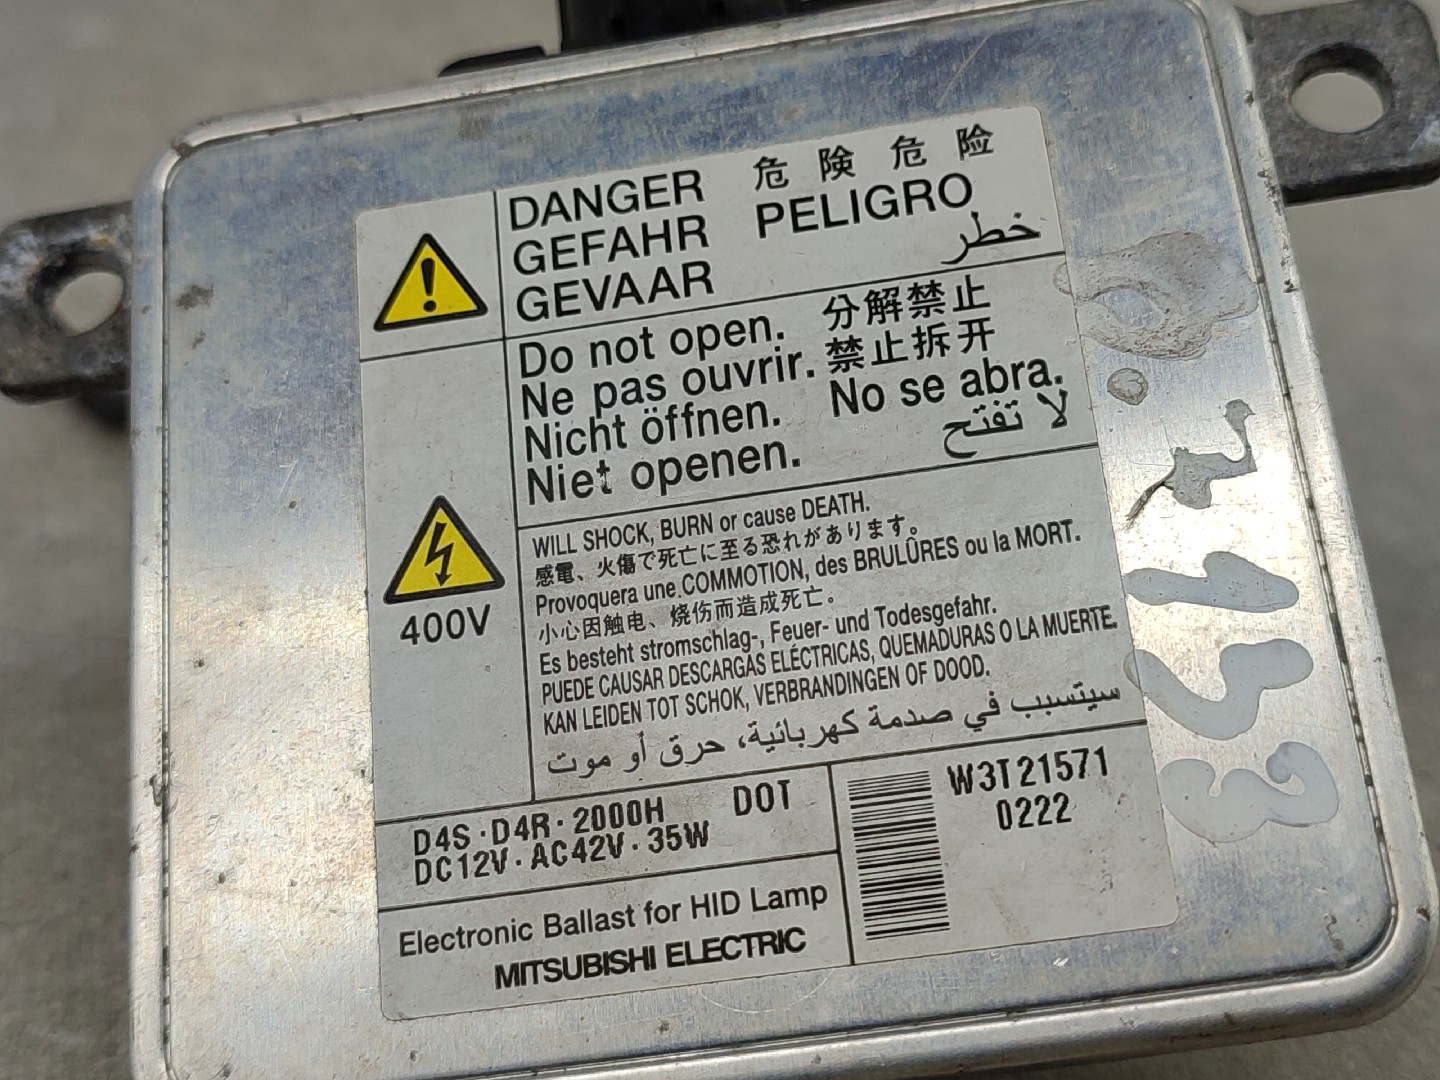 DANGER 危険 危险
GEFAHR PELIGRO
GEVAAR خطر
Do not open. 分解禁止
Ne pas ouvrir. 禁止拆开
Nicht öffnen. No se abra.
Niet openen. لا تفتح
400V
WILL SHOCK, BURN or cause DEATH.
感電、火傷で死亡に至る恐れがあります。
Provoquera une COMMOTION, des BRULÛRES ou la MORT.
小心因触电、烧伤而造成死亡。
Es besteht stromschlag-, Feuer- und Todesgefahr.
PUEDE CAUSAR DESCARGAS ELÉCTRICAS, QUEMADURAS O LA MUERTE.
KAN LEIDEN TOT SCHOK, VERBRANDINGEN OF DOOD.
سيتسبب في صدمة كهربائية، حرق أو موت
D4S·D4R·2000H DOT
DC12V·AC42V·35W
W3T21571
0222
Electronic Ballast for HID Lamp
MITSUBISHI ELECTRIC